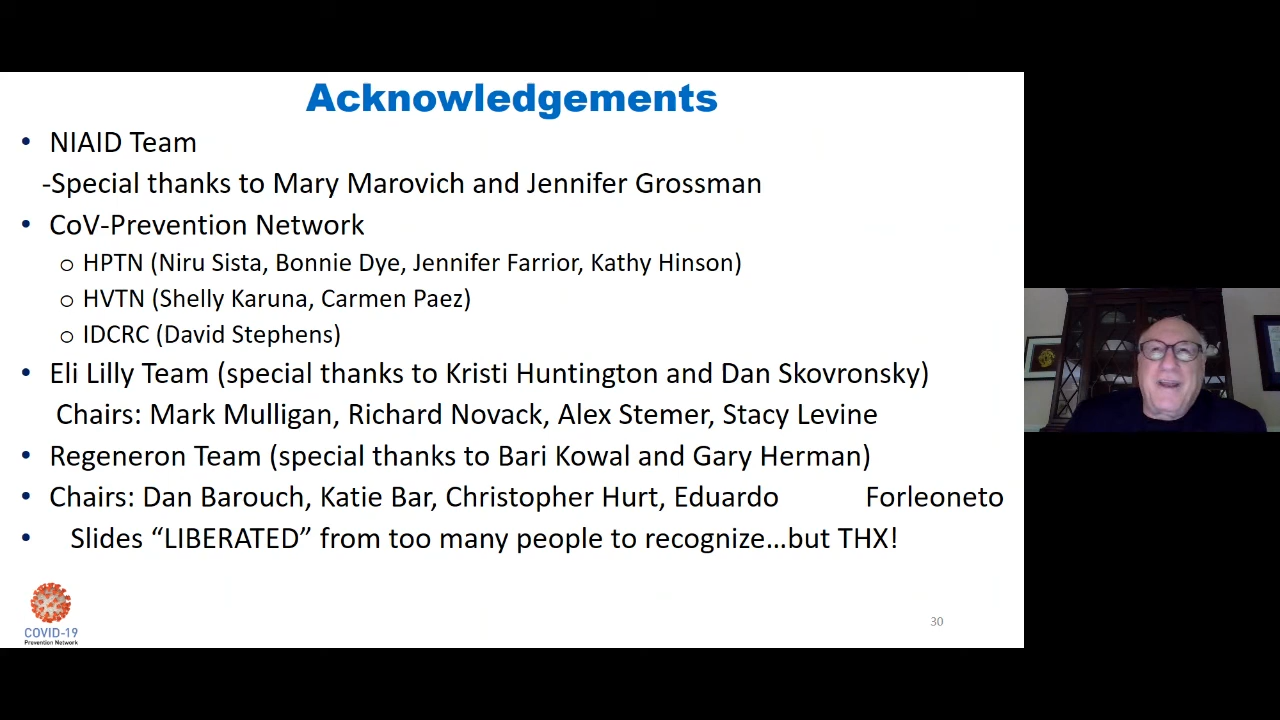 Acknowledgements
• NIAID Team
-Special thanks to Mary Marovich and Jennifer Grossman
• CoV-Prevention Network
o HPTN (Niru Sista, Bonnie Dye, Jennifer Farrior, Kathy Hinson)
o HVTN (Shelly Karuna, Carmen Paez)
o IDCRC (David Stephens)
• Eli Lilly Team (special thanks to Kristi Huntington and Dan Skovronsky)
Chairs: Mark Mulligan, Richard Novack, Alex Stemer, Stacy Levine
• Regeneron Team (special thanks to Bari Kowal and Gary Herman)
• Chairs: Dan Barouch, Katie Bar, Christopher Hurt, Eduardo Forleoneto
• Slides “LIBERATED” from too many people to recognize…but THX!
COVID-19
Prevention Network
30